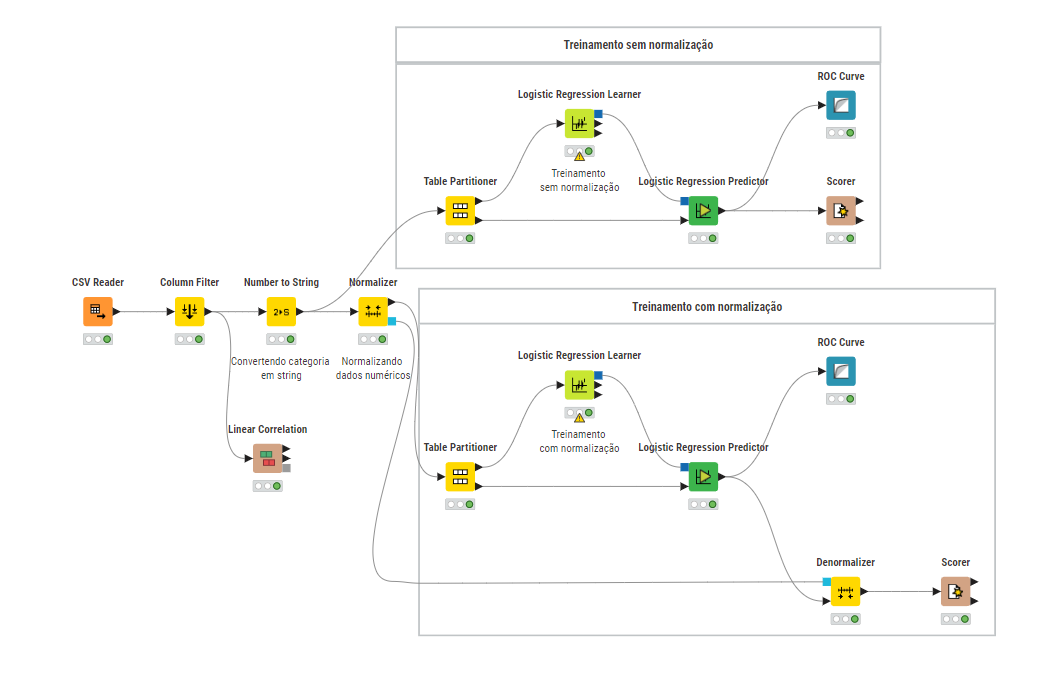 Treinamento sem normalização
ROC Curve
Logistic Regression Learner
Treinamento
sem normalização
Table Partitioner
Logistic Regression Predictor
Scorer
CSV Reader
Column Filter
Number to String
2▸S
Normalizer
Convertendo categoria
em string
Normalizando
dados numéricos
Linear Correlation
Treinamento com normalização
ROC Curve
Logistic Regression Learner
Treinamento
com normalização
Table Partitioner
Logistic Regression Predictor
Denormalizer
Scorer